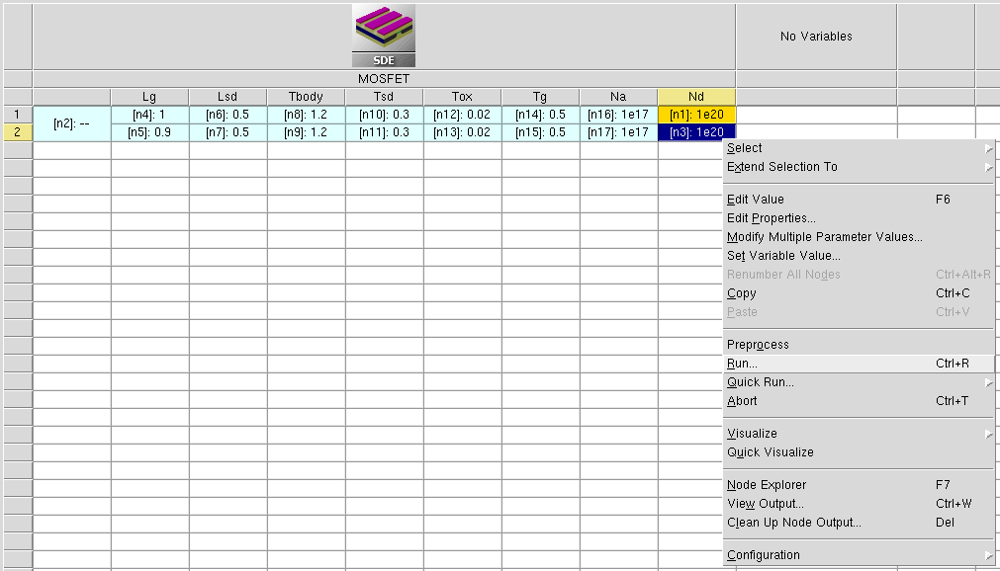 SDE
No Variables
MOSFET
Lg Lsd Tbody Tsd Tox Tg Na Nd
1 [n2]: -- [n4]: 1 [n6]: 0.5 [n8]: 1.2 [n10]: 0.3 [n12]: 0.02 [n14]: 0.5 [n16]: 1e17 [n1]: 1e20
2 [n5]: 0.9 [n7]: 0.5 [n9]: 1.2 [n11]: 0.3 [n13]: 0.02 [n15]: 0.5 [n17]: 1e17 [n3]: 1e20
Select
Extend Selection To
Edit Value F6
Edit Properties...
Modify Multiple Parameter Values...
Set Variable Value...
Renumber All Nodes Ctrl+Alt+R
Copy Ctrl+C
Paste Ctrl+V
Preprocess
Run... Ctrl+R
Quick Run...
Abort Ctrl+T
Visualize
Quick Visualize
Node Explorer F7
View Output... Ctrl+W
Clean Up Node Output... Del
Configuration